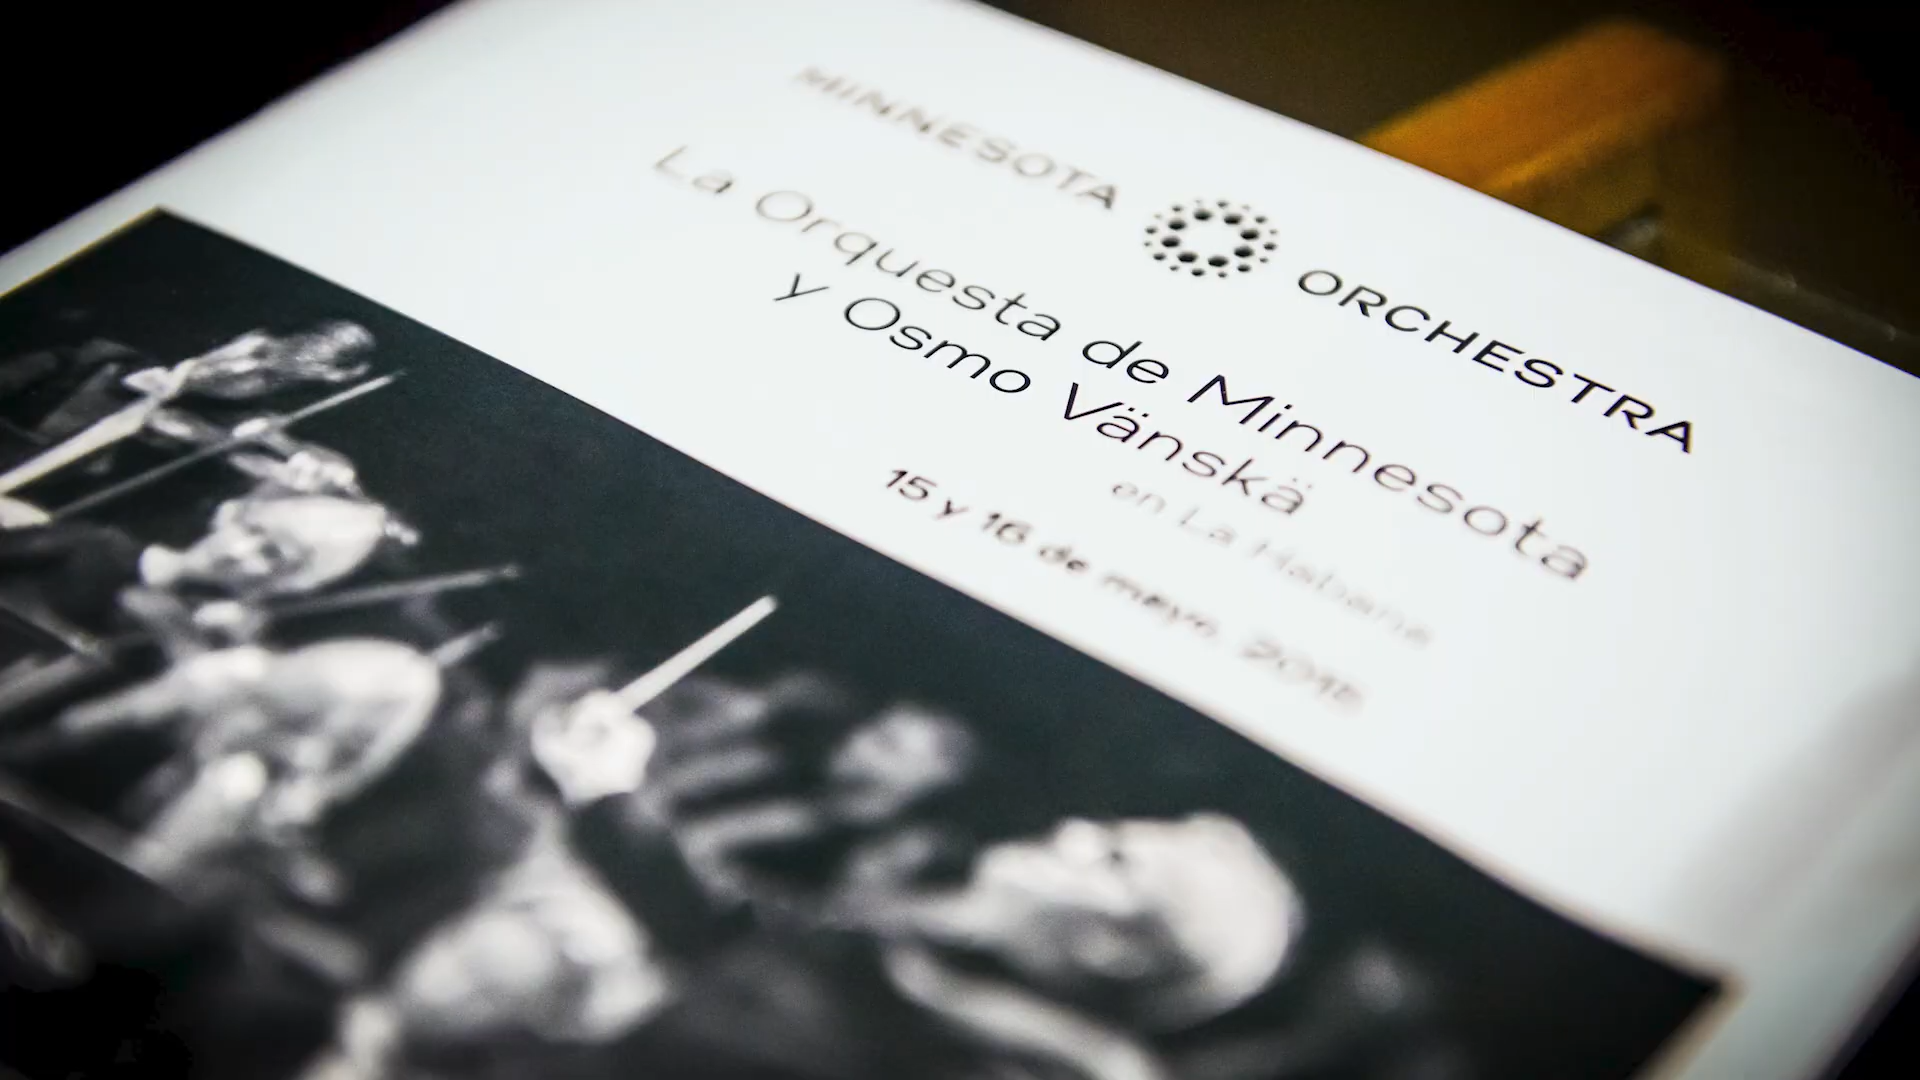 MINNESOTA ORCHESTRA
La Orquesta de Minnesota
y Osmo Vänskä
en La Habana
15 y 16 de mayo, 2015